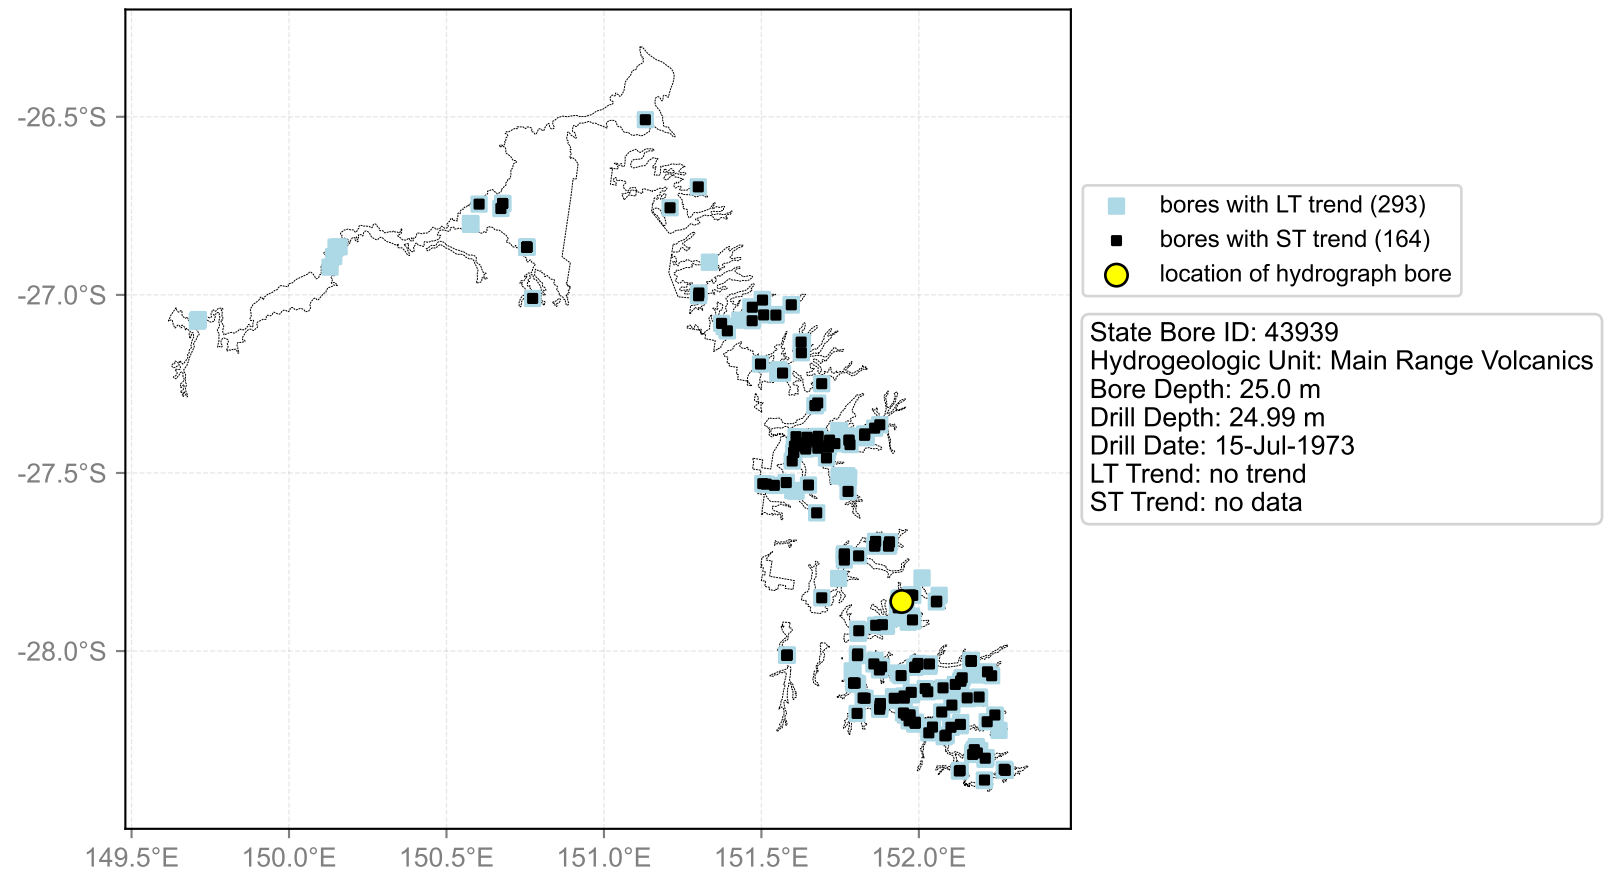 -26.5°S
-27.0°S
-27.5°S
-28.0°S
149.5°E
150.0°E
150.5°E
151.0°E
151.5°E
152.0°E
bores with LT trend (293)
bores with ST trend (164)
location of hydrograph bore
State Bore ID: 43939
Hydrogeologic Unit: Main Range Volcanics
Bore Depth: 25.0 m
Drill Depth: 24.99 m
Drill Date: 15-Jul-1973
LT Trend: no trend
ST Trend: no data